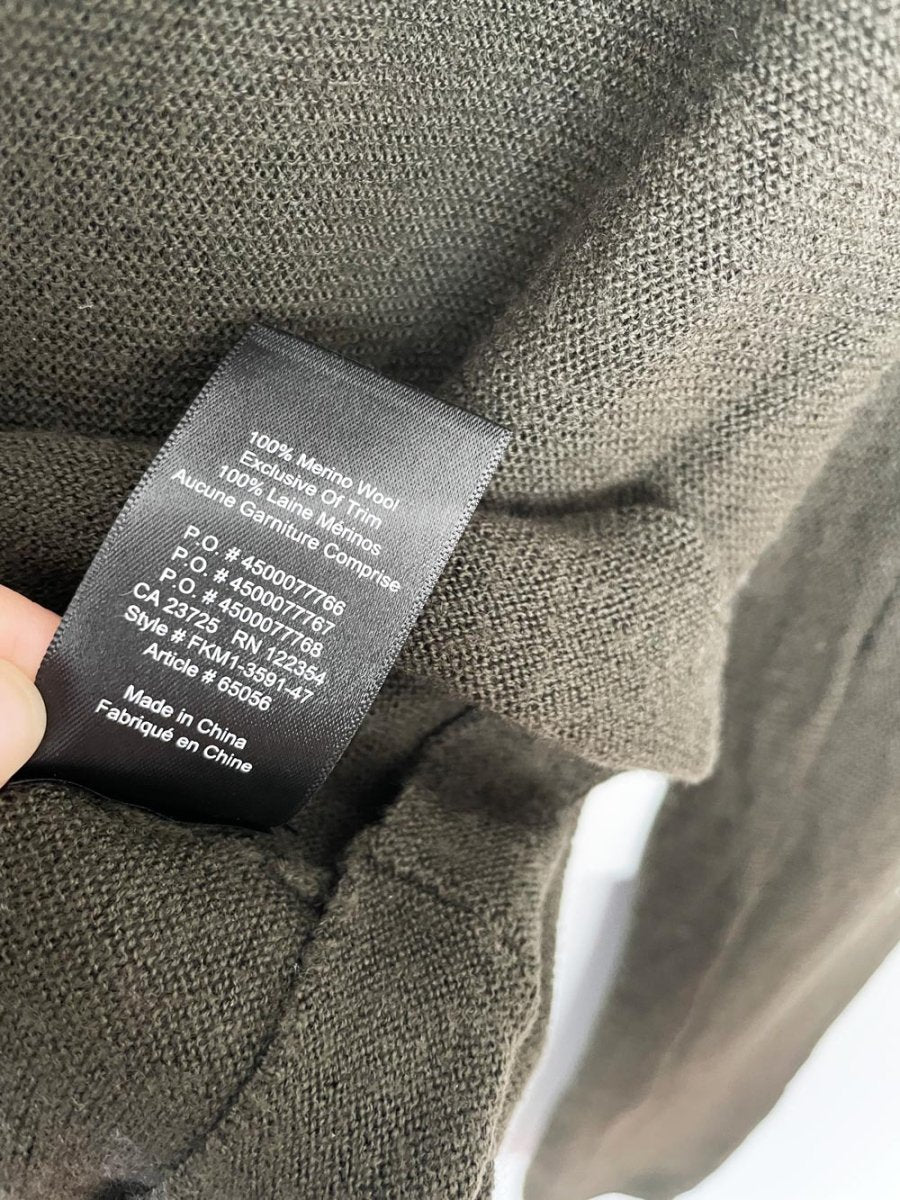 100% Merino Wool
Exclusive Of Trim
100% Laine Mérinos
Aucune Garniture Comprise
P.O. # 4500077766
P.O. # 4500077767
P.O. # 4500077768
CA 23725 RN 122354
Style # FKM1-3591-47
Article # 65056
Made in China
Fabriqué en Chine